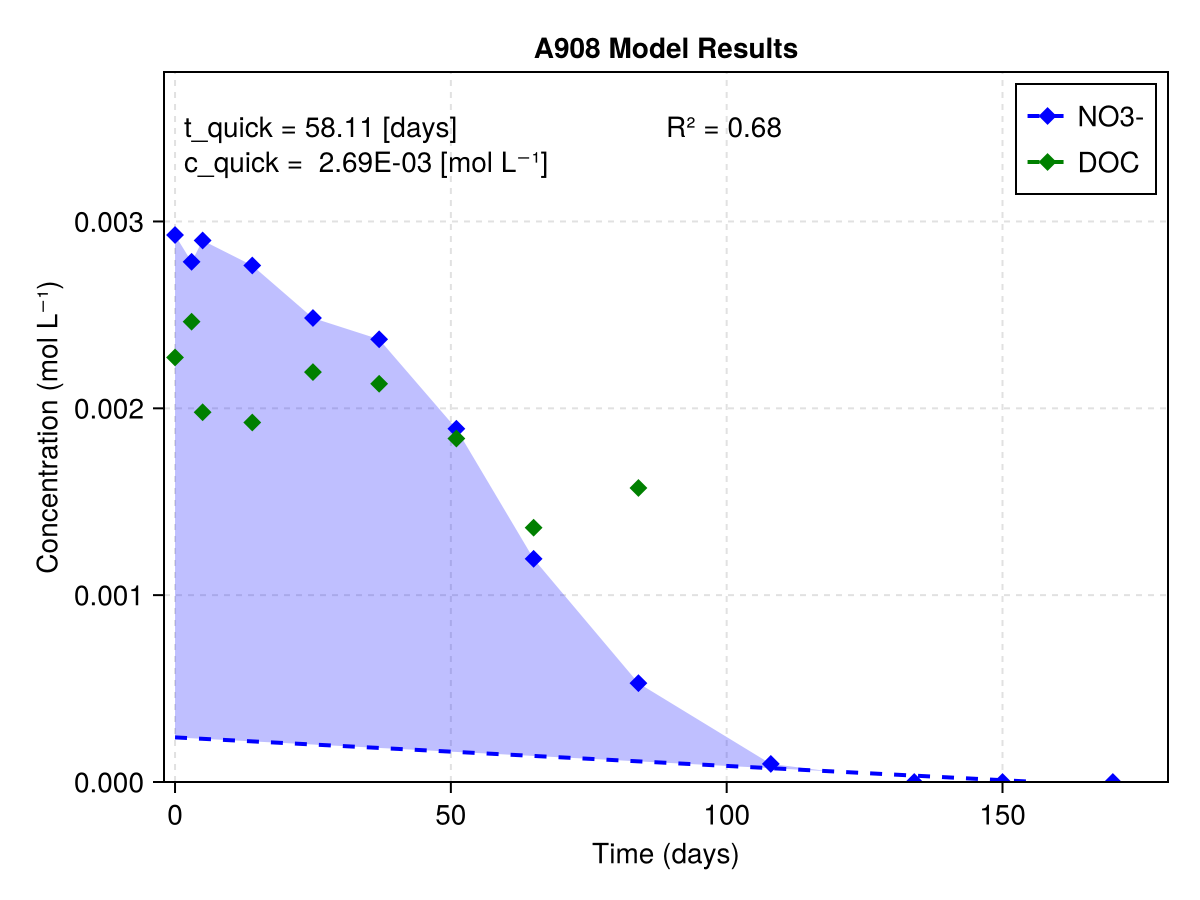 A908 Model Results
t_quick = 58.11 [days]
R² = 0.68
c_quick =  2.69E-03 [mol L⁻¹]
NO3-
DOC
Concentration (mol L⁻¹)
0.003
0.002
0.001
0.000
0
50
100
150
Time (days)